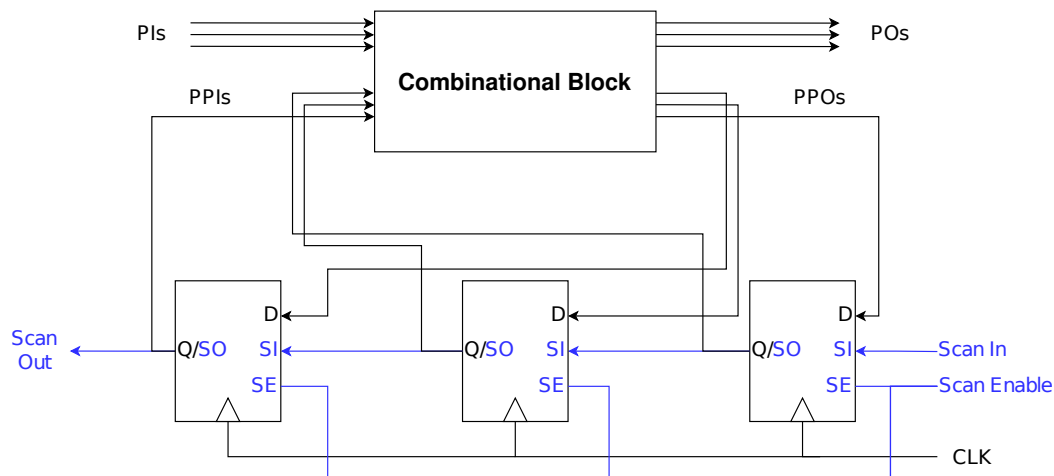 PIs
POs
Combinational Block
PPIs
PPOs
D
D
D
Scan
Out
Q/SO
SI
Q/SO
SI
Q/SO
SI
Scan In
SE
SE
SE
Scan Enable
CLK